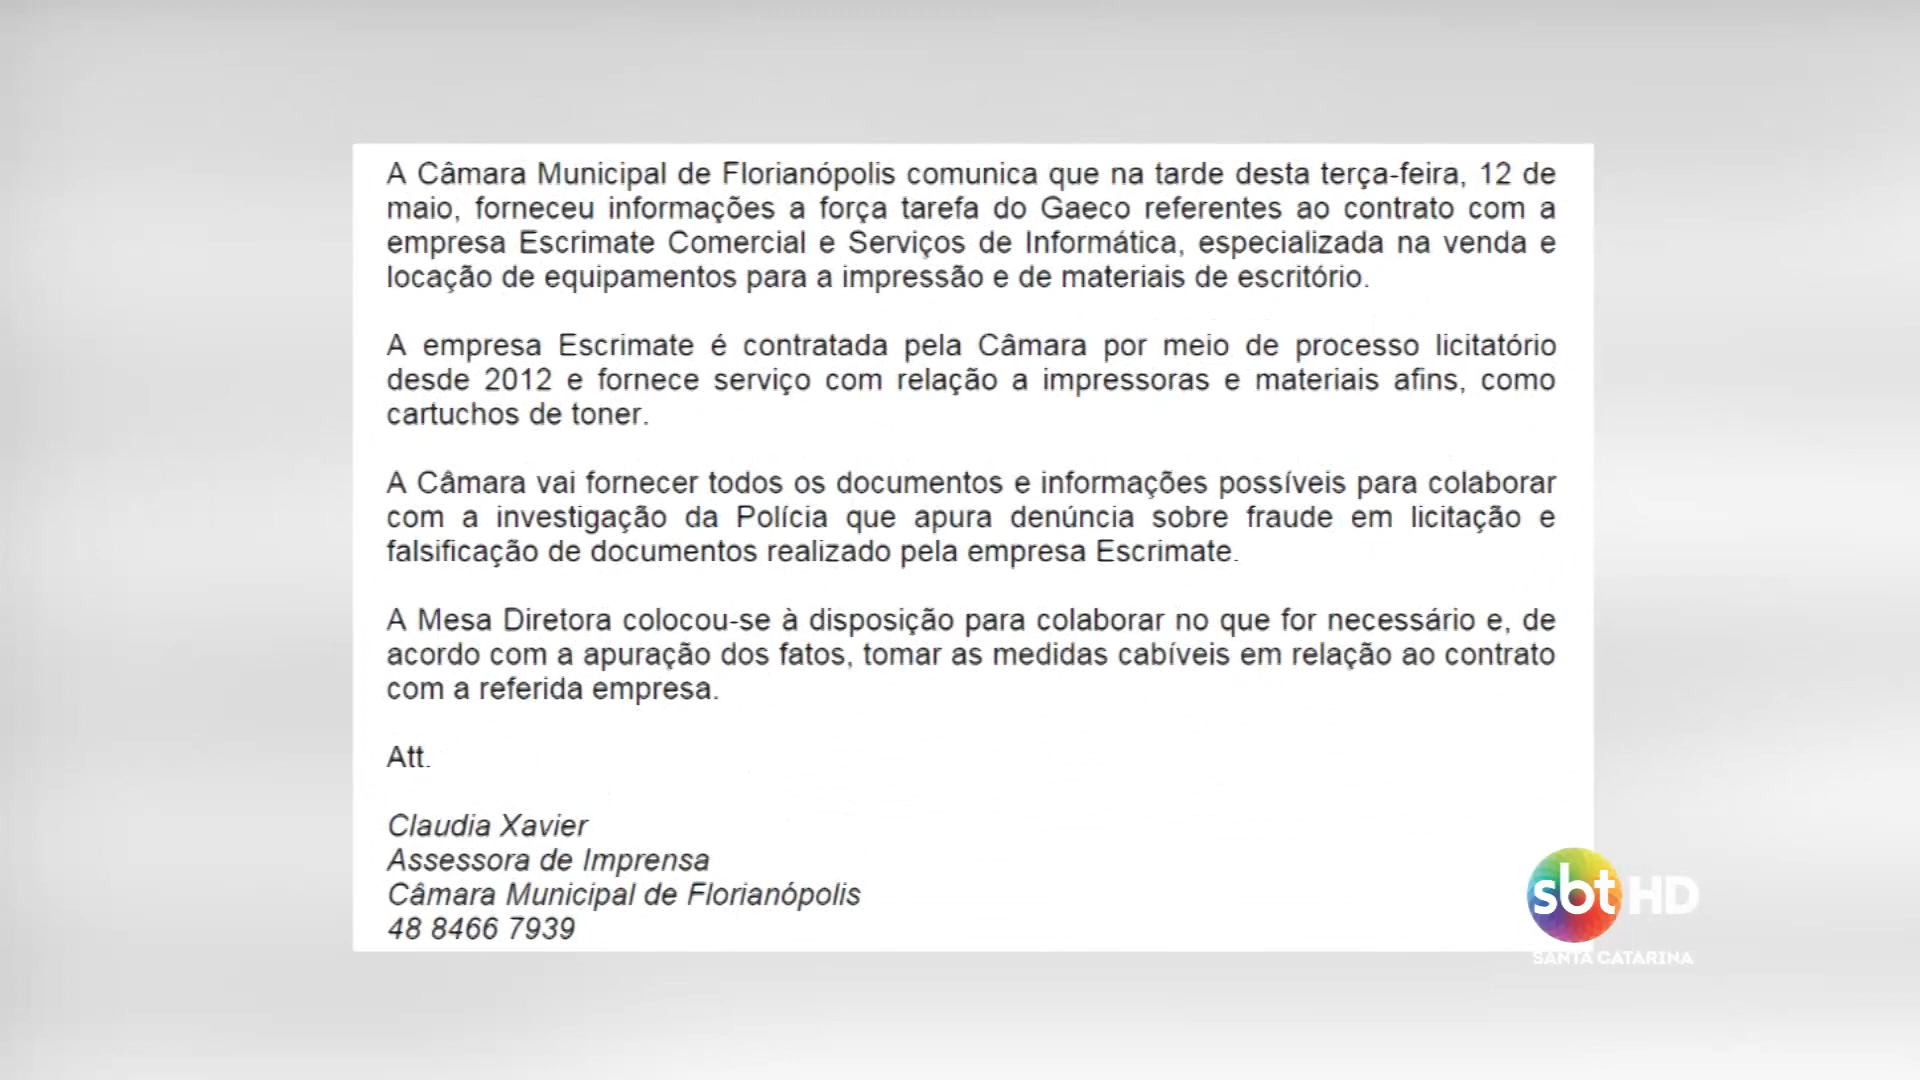 A Câmara Municipal de Florianópolis comunica que na tarde desta terça-feira, 12 de
maio, forneceu informações a força tarefa do Gaeco referentes ao contrato com a
empresa Escrimate Comercial e Serviços de Informática, especializada na venda e
locação de equipamentos para a impressão e de materiais de escritório.
A empresa Escrimate é contratada pela Câmara por meio de processo licitatório
desde 2012 e fornece serviço com relação a impressoras e materiais afins, como
cartuchos de toner.
A Câmara vai fornecer todos os documentos e informações possíveis para colaborar
com a investigação da Polícia que apura denúncia sobre fraude em licitação e
falsificação de documentos realizado pela empresa Escrimate.
A Mesa Diretora colocou-se à disposição para colaborar no que for necessário e, de
acordo com a apuração dos fatos, tomar as medidas cabíveis em relação ao contrato
com a referida empresa.
Att.
Claudia Xavier
Assessora de Imprensa
Câmara Municipal de Florianópolis
48 8466 7939
sbt HD
SANTA CATARINA